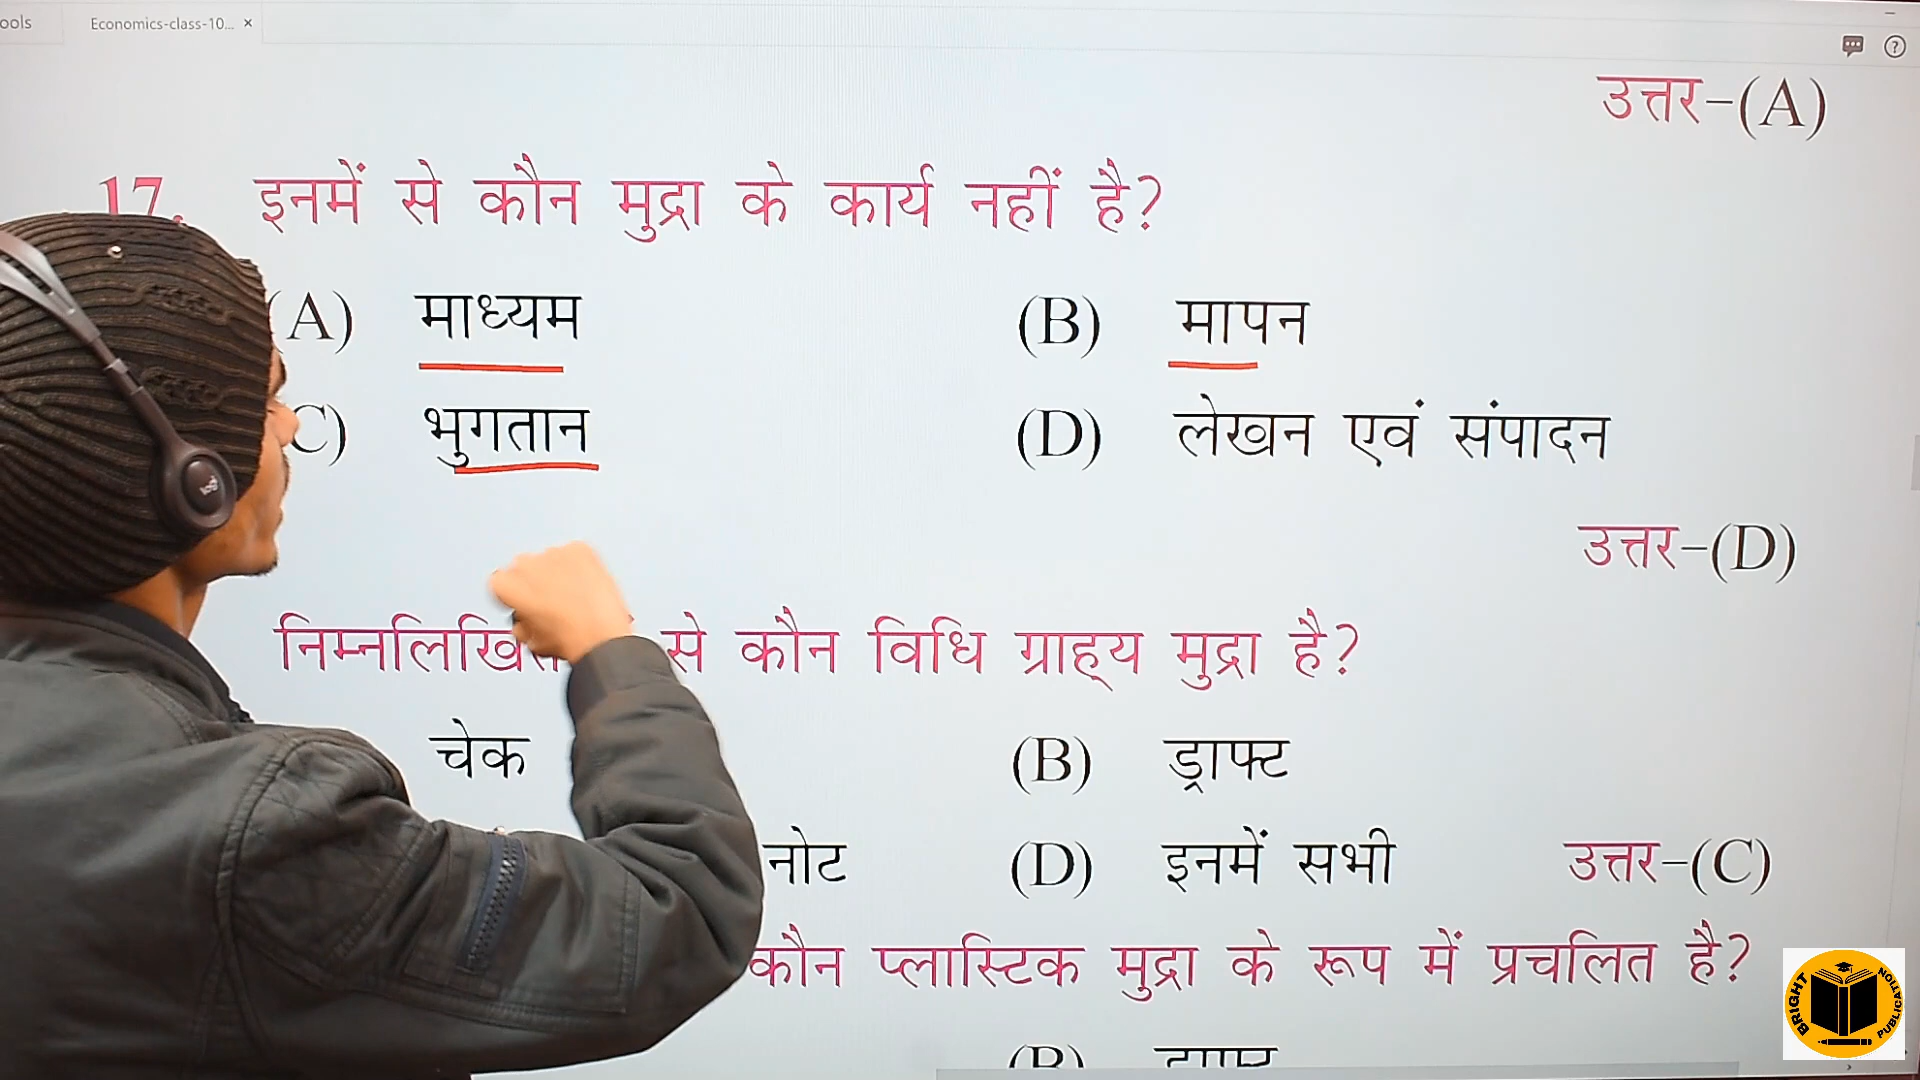 ools Economics-class-10... ×
उत्तर–(A)
17. इनमें से कौन मुद्रा के कार्य नहीं है?
(A) माध्यम (B) मापन
C) भुगतान (D) लेखन एवं संपादन
उत्तर–(D)
से कौन विधि ग्राह्य मुद्रा है?
चेक (B) ड्राफ्ट
नोट (D) इनमें सभी उत्तर–(C)
कौन प्लास्टिक मुद्रा के रूप में प्रचलित है?
(B)
BRIGHT PUBLICATION
logi